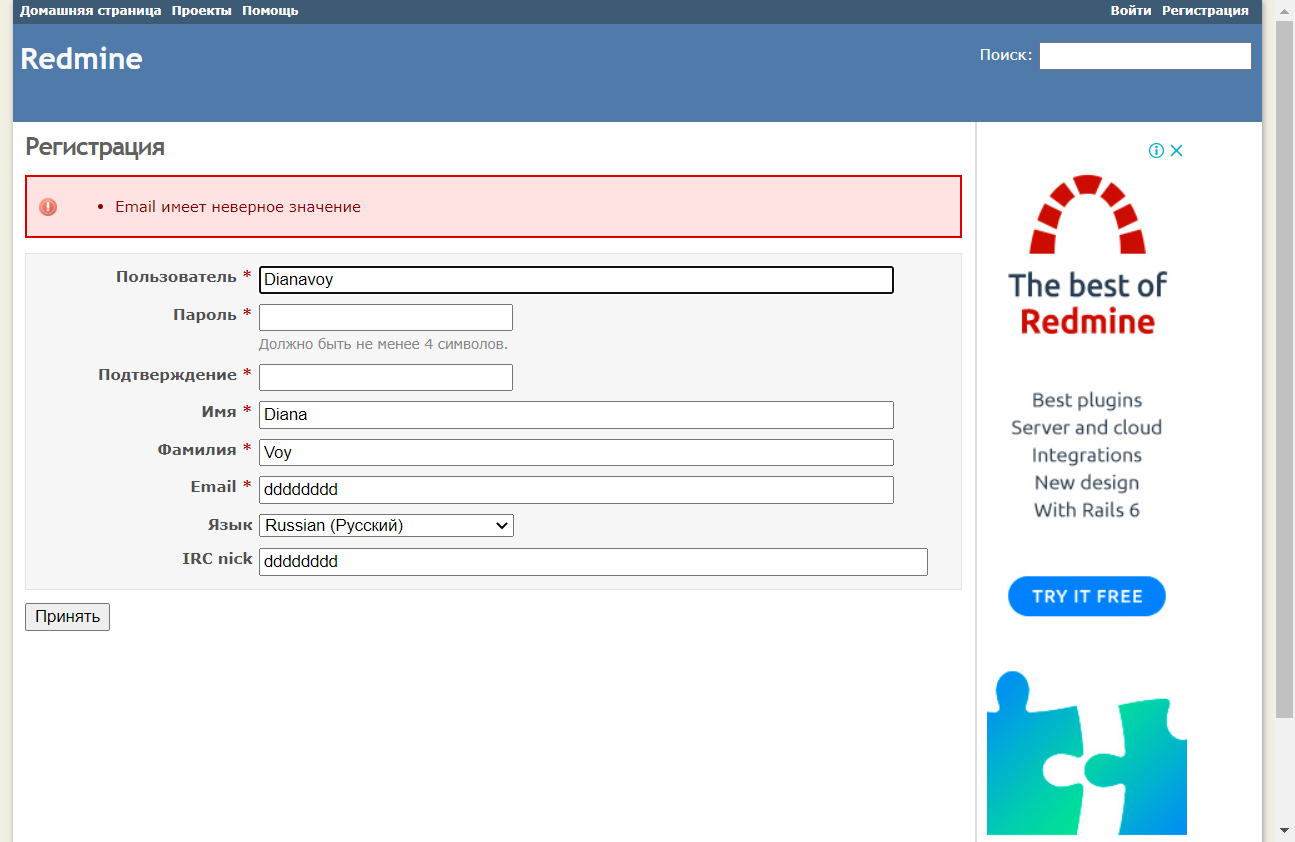 Домашняя страница Проекты Помощь Войти Регистрация
Redmine
Поиск:
Регистрация
Email имеет неверное значение
Пользователь * Dianavoy
Пароль *
Должно быть не менее 4 символов.
Подтверждение *
Имя * Diana
Фамилия * Voy
Email * dddddddd
Язык Russian (Русский)
IRC nick dddddddd
Принять
The best of
Redmine
Best plugins
Server and cloud
Integrations
New design
With Rails 6
TRY IT FREE